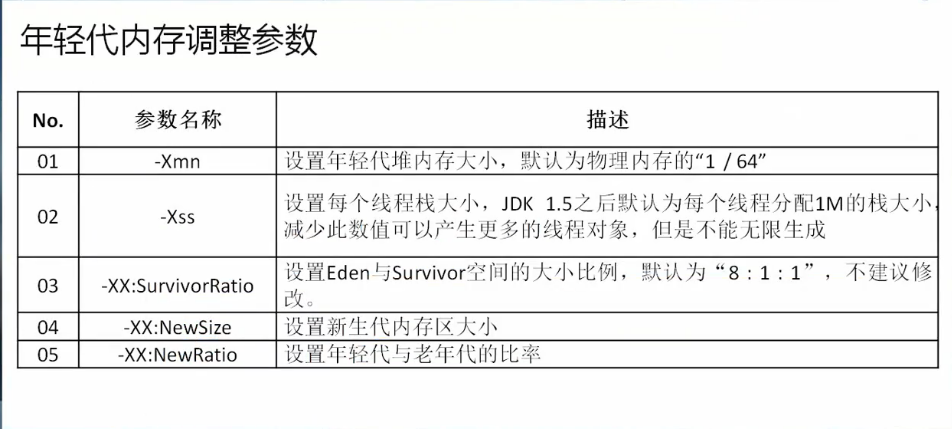 年轻代内存调整参数
No. 参数名称 描述
01 -Xmn 设置年轻代堆内存大小，默认为物理内存的“1 / 64”
02 -Xss 设置每个线程栈大小，JDK 1.5之后默认为每个线程分配1M的栈大小，
减少此数值可以产生更多的线程对象，但是不能无限生成
03 -XX:SurvivorRatio 设置Eden与Survivor空间的大小比例，默认为“8：1：1”，不建议修
改。
04 -XX:NewSize 设置新生代内存区大小
05 -XX:NewRatio 设置年轻代与老年代的比率